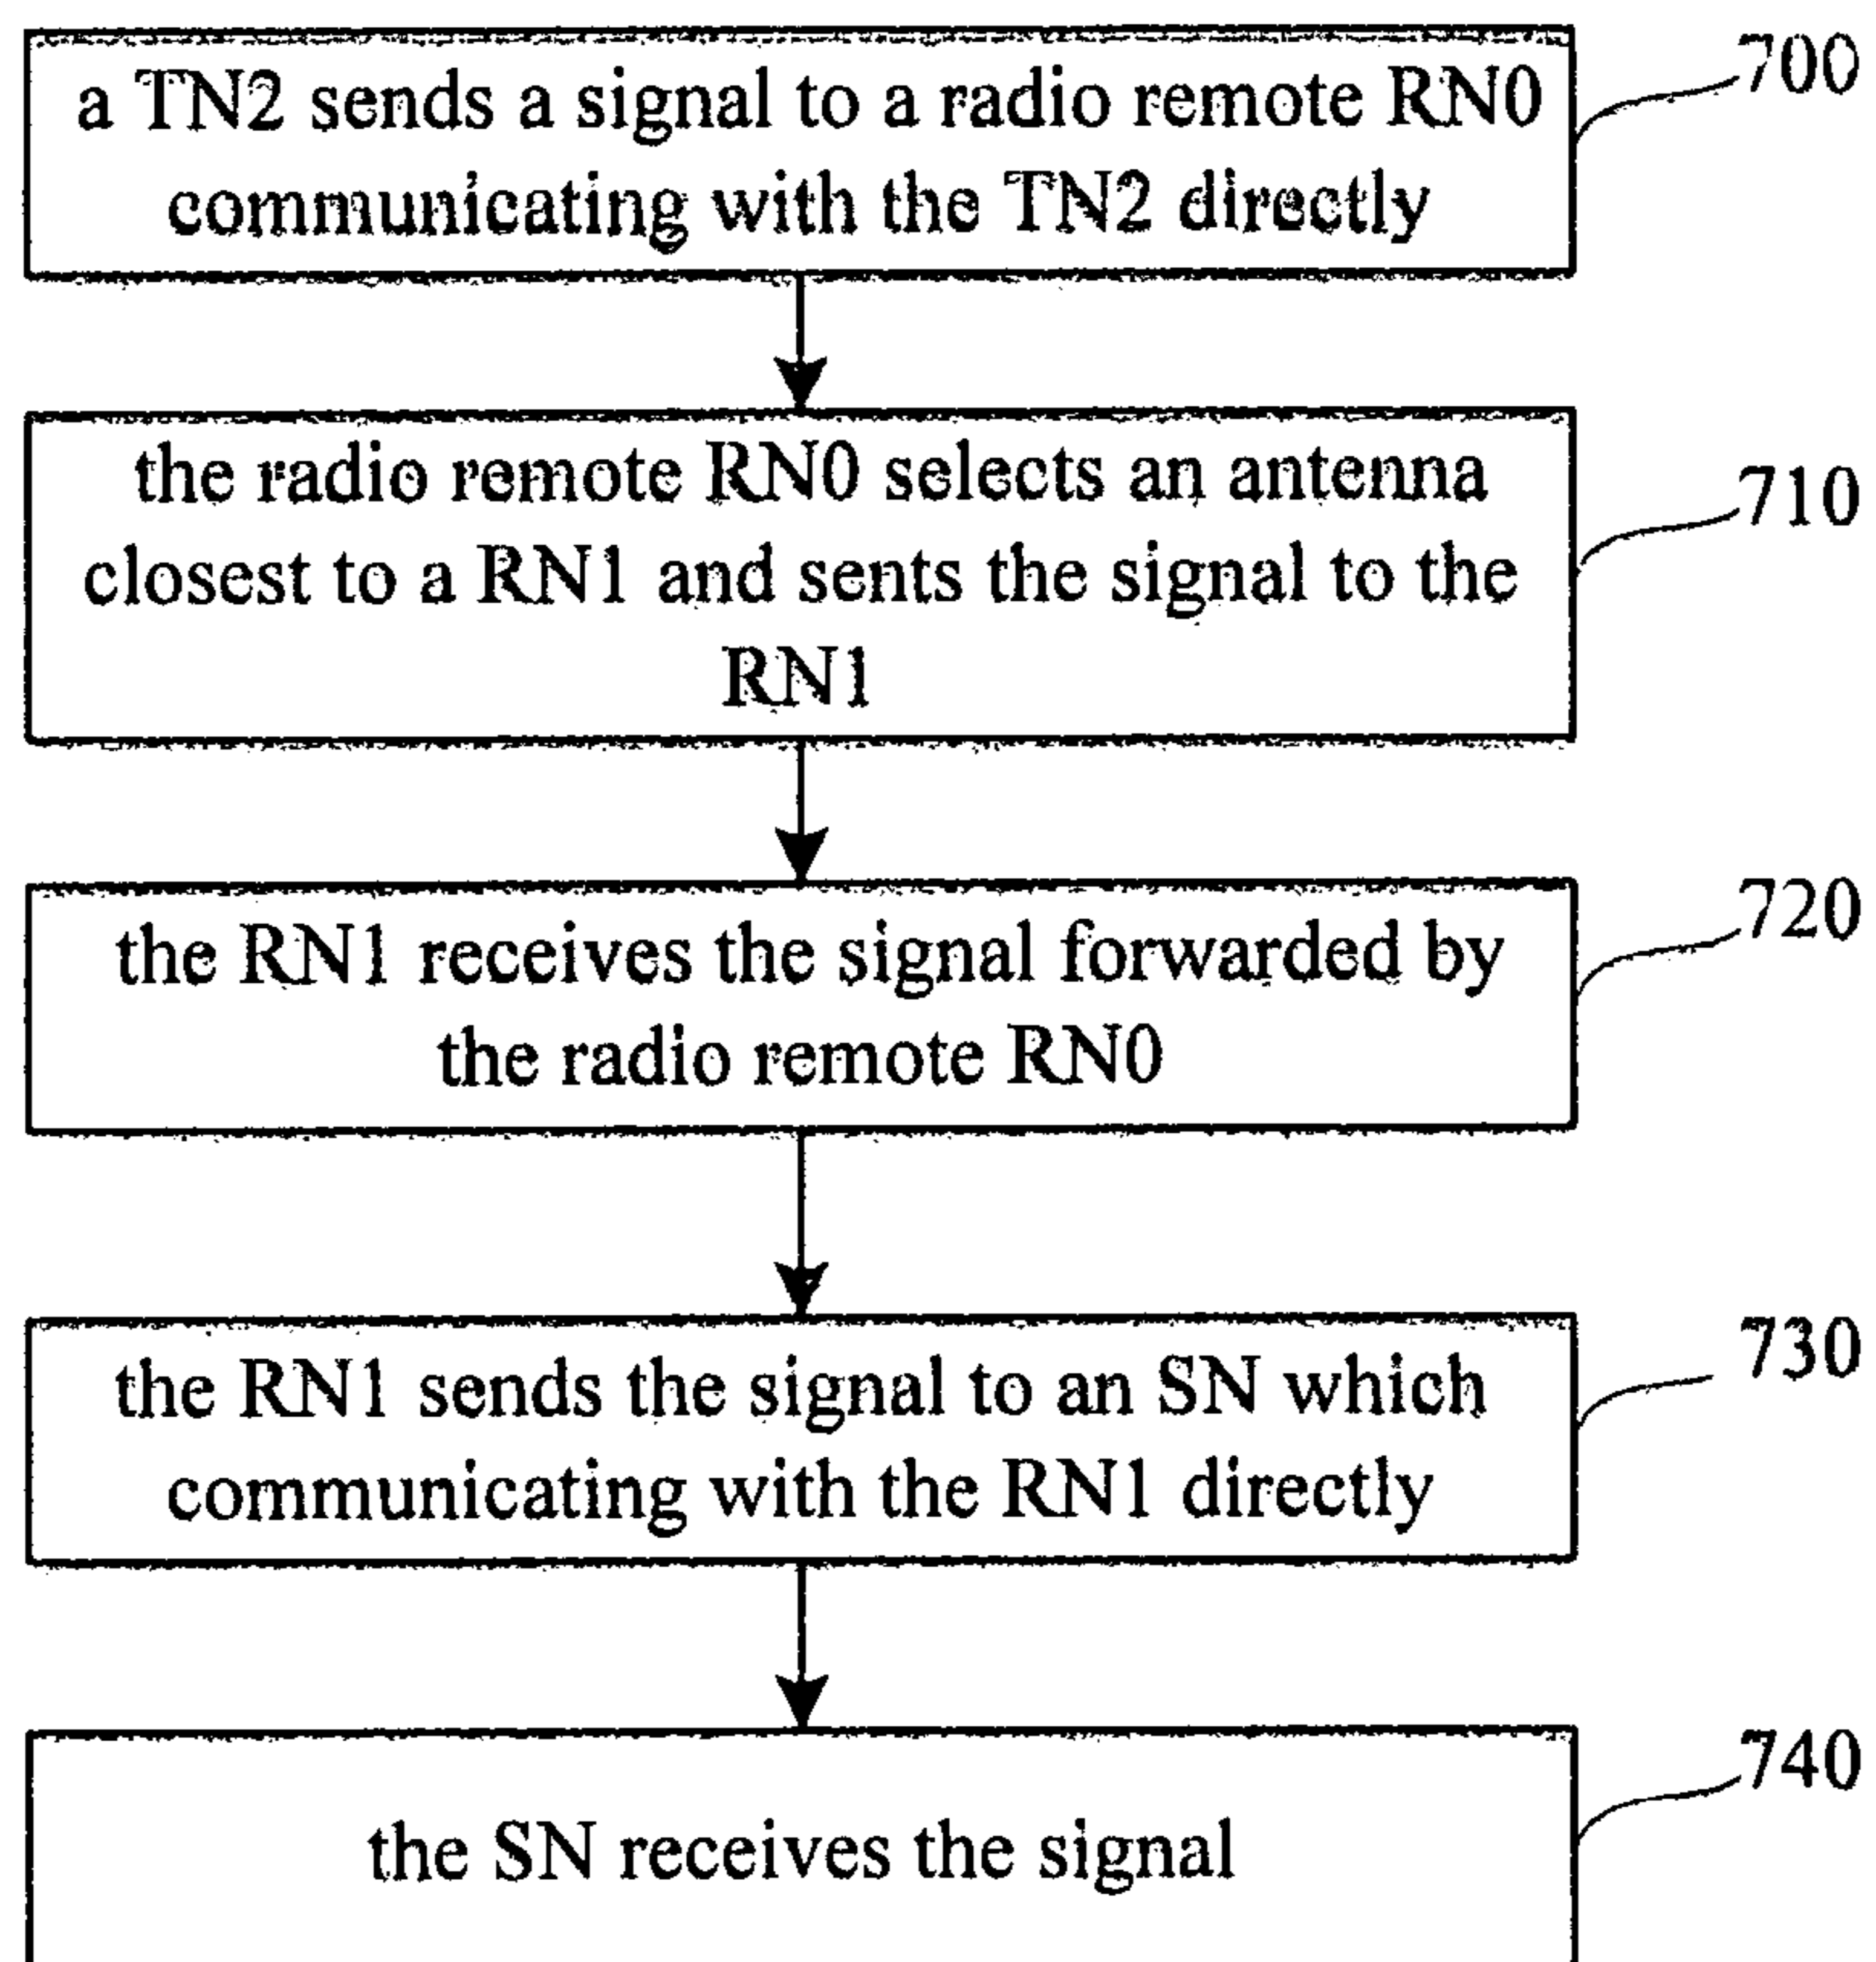 a TN2 sends a signal to a radio remote RN0
communicating with the TN2 directly
700
the radio remote RN0 selects an antenna
closest to a RN1 and sents the signal to the
RN1
710
the RN1 receives the signal forwarded by
the radio remote RN0
720
the RN1 sends the signal to an SN which
communicating with the RN1 directly
730
the SN receives the signal
740